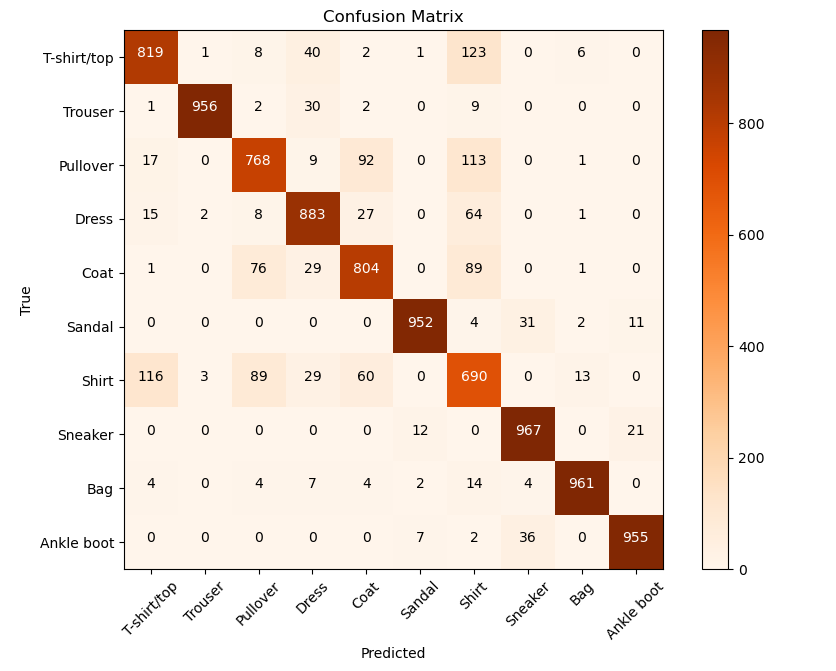 Confusion Matrix
True
T-shirt/top 819 1 8 40 2 1 123 0 6 0
Trouser 1 956 2 30 2 0 9 0 0 0
Pullover 17 0 768 9 92 0 113 0 1 0
Dress 15 2 8 883 27 0 64 0 1 0
Coat 1 0 76 29 804 0 89 0 1 0
Sandal 0 0 0 0 0 952 4 31 2 11
Shirt 116 3 89 29 60 0 690 0 13 0
Sneaker 0 0 0 0 0 12 0 967 0 21
Bag 4 0 4 7 4 2 14 4 961 0
Ankle boot 0 0 0 0 0 7 2 36 0 955
T-shirt/top Trouser Pullover Dress Coat Sandal Shirt Sneaker Bag Ankle boot
Predicted
800
600
400
200
0